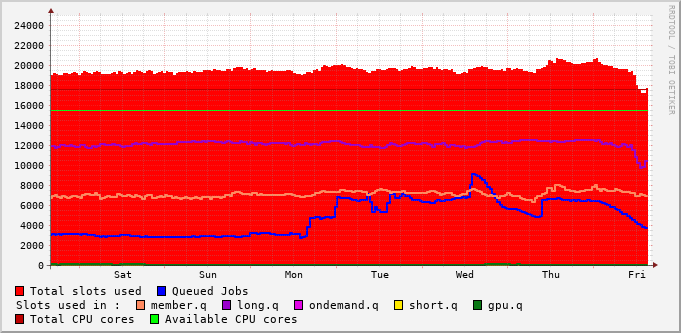 RRDTOOL / TOBI OETIKER
24000
22000
20000
18000
16000
14000
12000
10000
8000
6000
4000
2000
0
Sat Sun Mon Tue Wed Thu Fri
Total slots used Queued Jobs
Slots used in : member.q long.q ondemand.q short.q gpu.q
Total CPU cores Available CPU cores